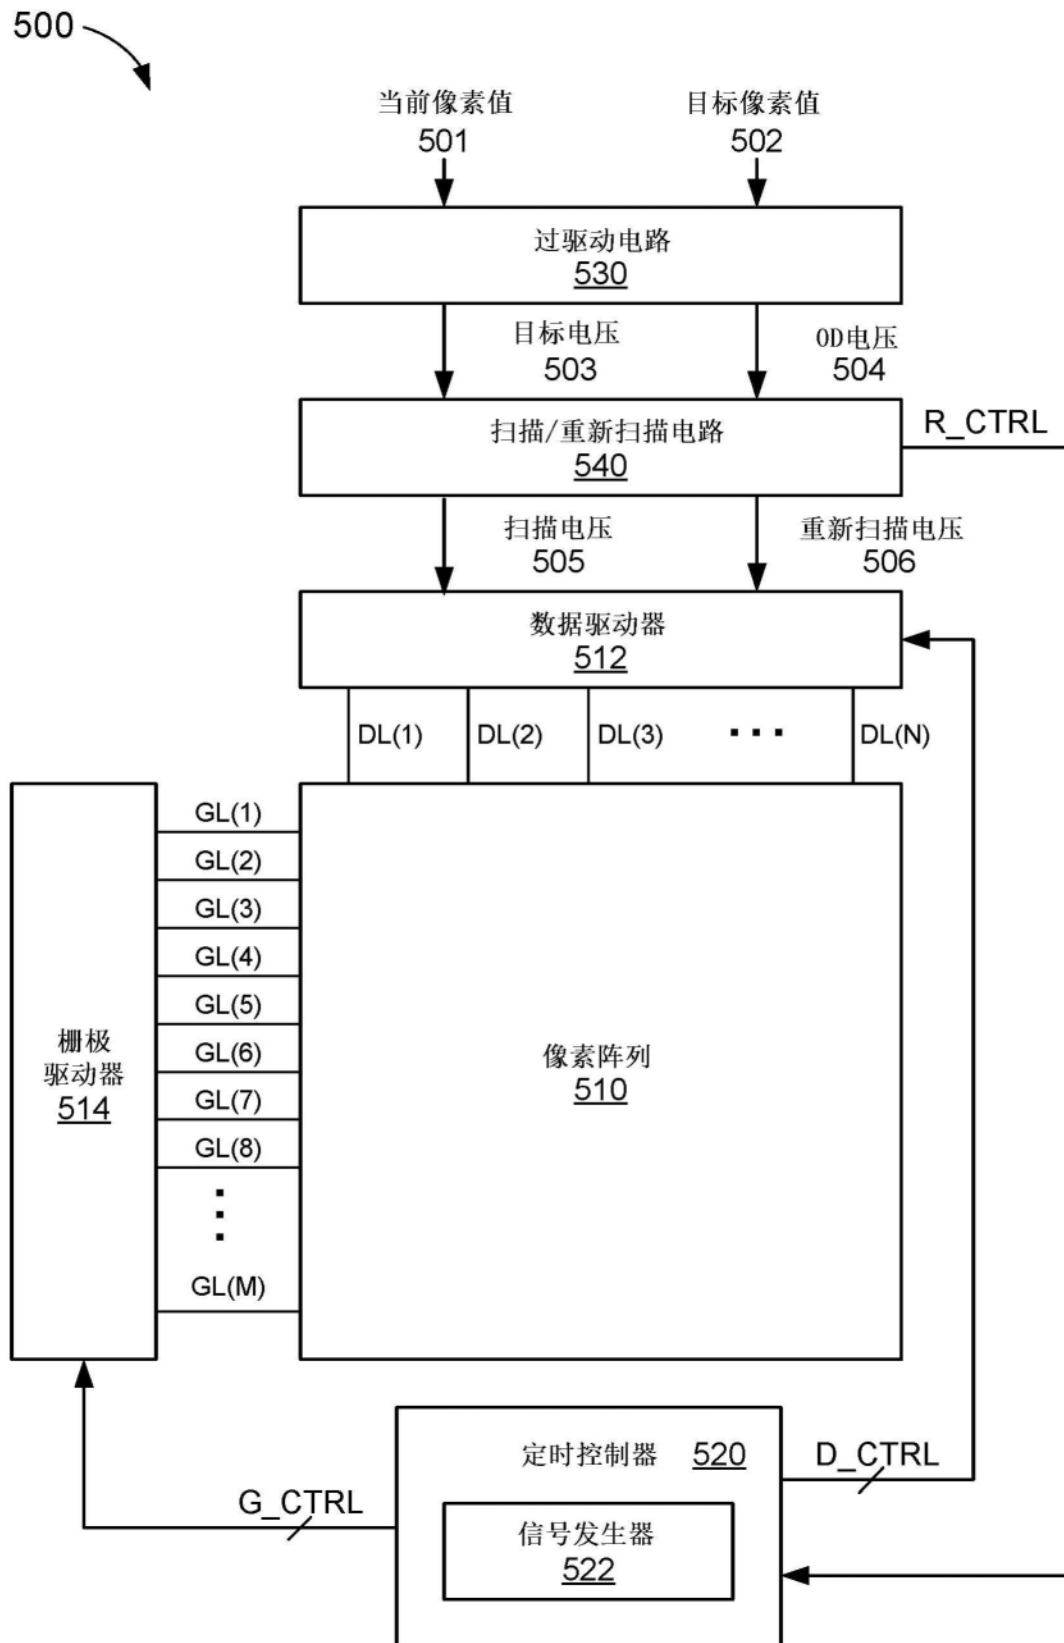 500
当前像素值
501
目标像素值
502
过驱动电路
530
目标电压
503
OD电压
504
扫描/重新扫描电路
540
R_CTRL
扫描电压
505
重新扫描电压
506
数据驱动器
512
DL(1)
DL(2)
DL(3)
...
DL(N)
GL(1)
GL(2)
GL(3)
GL(4)
GL(5)
GL(6)
GL(7)
GL(8)
⋮
GL(M)
栅极
驱动器
514
像素阵列
510
定时控制器 520
D_CTRL
G_CTRL
信号发生器
522